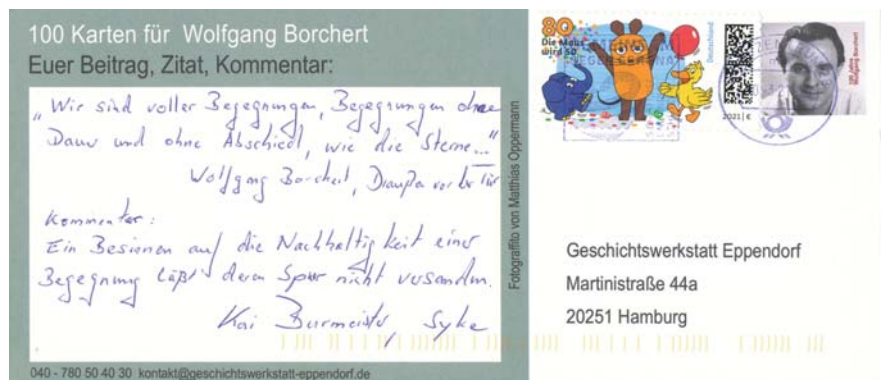 100 Karten für Wolfgang Borchert
Euer Beitrag, Zitat, Kommentar:
„Wir sind voller Begegnungen, Begegnungen ohne
Dauer und ohne Abschied, wie die Sterne..."
Wolfgang Borchert, Draußen vor der Tür
Kommentar:
Ein Besinnen auf die Nachhaltigkeit einer
Begegnung läßt deren Spur nicht versanden.
Kai Burmeister, Syke
040 - 780 50 40 30 kontakt@geschichtswerkstatt-eppendorf.de
Fotograffito von Matthias Oppermann
80
Die Maus
wird 50
Deutschland
2021 | €
100 Jahre
Wolfgang Borchert
Geschichtswerkstatt Eppendorf
Martinistraße 44a
20251 Hamburg